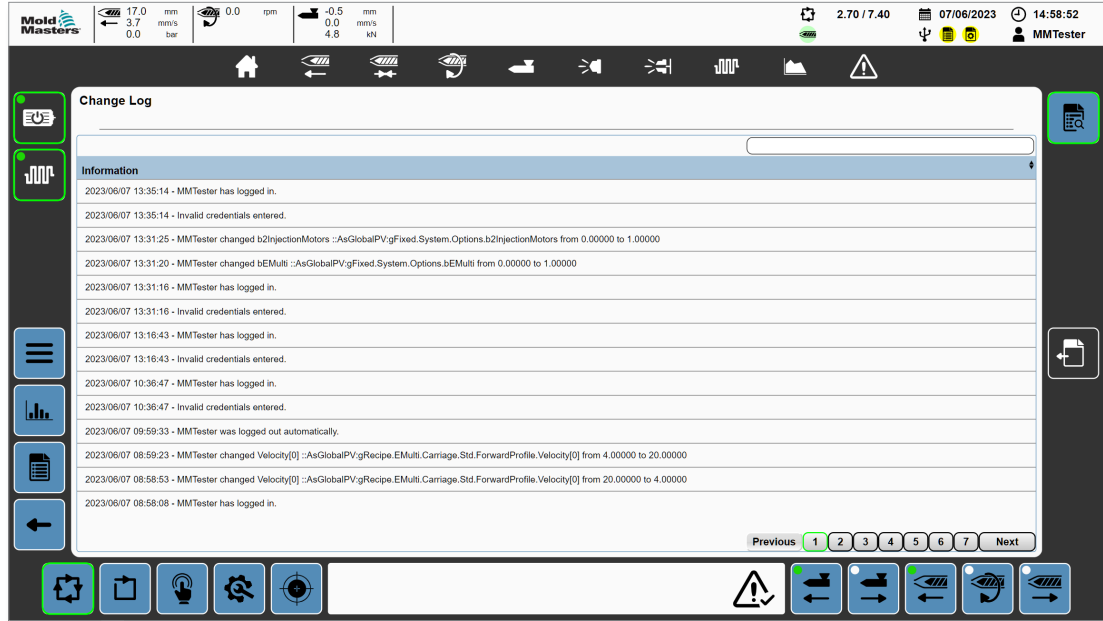 Mold
Masters
17.0 mm
3.7 mm/s
0.0 bar
0.0 rpm
-0.5 mm
0.0 mm/s
4.8 kN
2.70 / 7.40
07/06/2023
14:58:52
MMTester
Change Log
Information
2023/06/07 13:35:14 - MMTester has logged in.
2023/06/07 13:35:14 - Invalid credentials entered.
2023/06/07 13:31:25 - MMTester changed b2InjectionMotors ::AsGlobalPV:gFixed.System.Options.b2InjectionMotors from 0.00000 to 1.00000
2023/06/07 13:31:20 - MMTester changed bEMulti ::AsGlobalPV:gFixed.System.Options.bEMulti from 0.00000 to 1.00000
2023/06/07 13:31:16 - MMTester has logged in.
2023/06/07 13:31:16 - Invalid credentials entered.
2023/06/07 13:16:43 - MMTester has logged in.
2023/06/07 13:16:43 - Invalid credentials entered.
2023/06/07 10:36:47 - MMTester has logged in.
2023/06/07 10:36:47 - Invalid credentials entered.
2023/06/07 09:59:33 - MMTester was logged out automatically.
2023/06/07 08:59:23 - MMTester changed Velocity[0] ::AsGlobalPV:gRecipe.EMulti.Carriage.Std.ForwardProfile.Velocity[0] from 4.00000 to 20.00000
2023/06/07 08:58:53 - MMTester changed Velocity[0] ::AsGlobalPV:gRecipe.EMulti.Carriage.Std.ForwardProfile.Velocity[0] from 20.00000 to 4.00000
2023/06/07 08:58:08 - MMTester has logged in.
Previous 1 2 3 4 5 6 7 Next